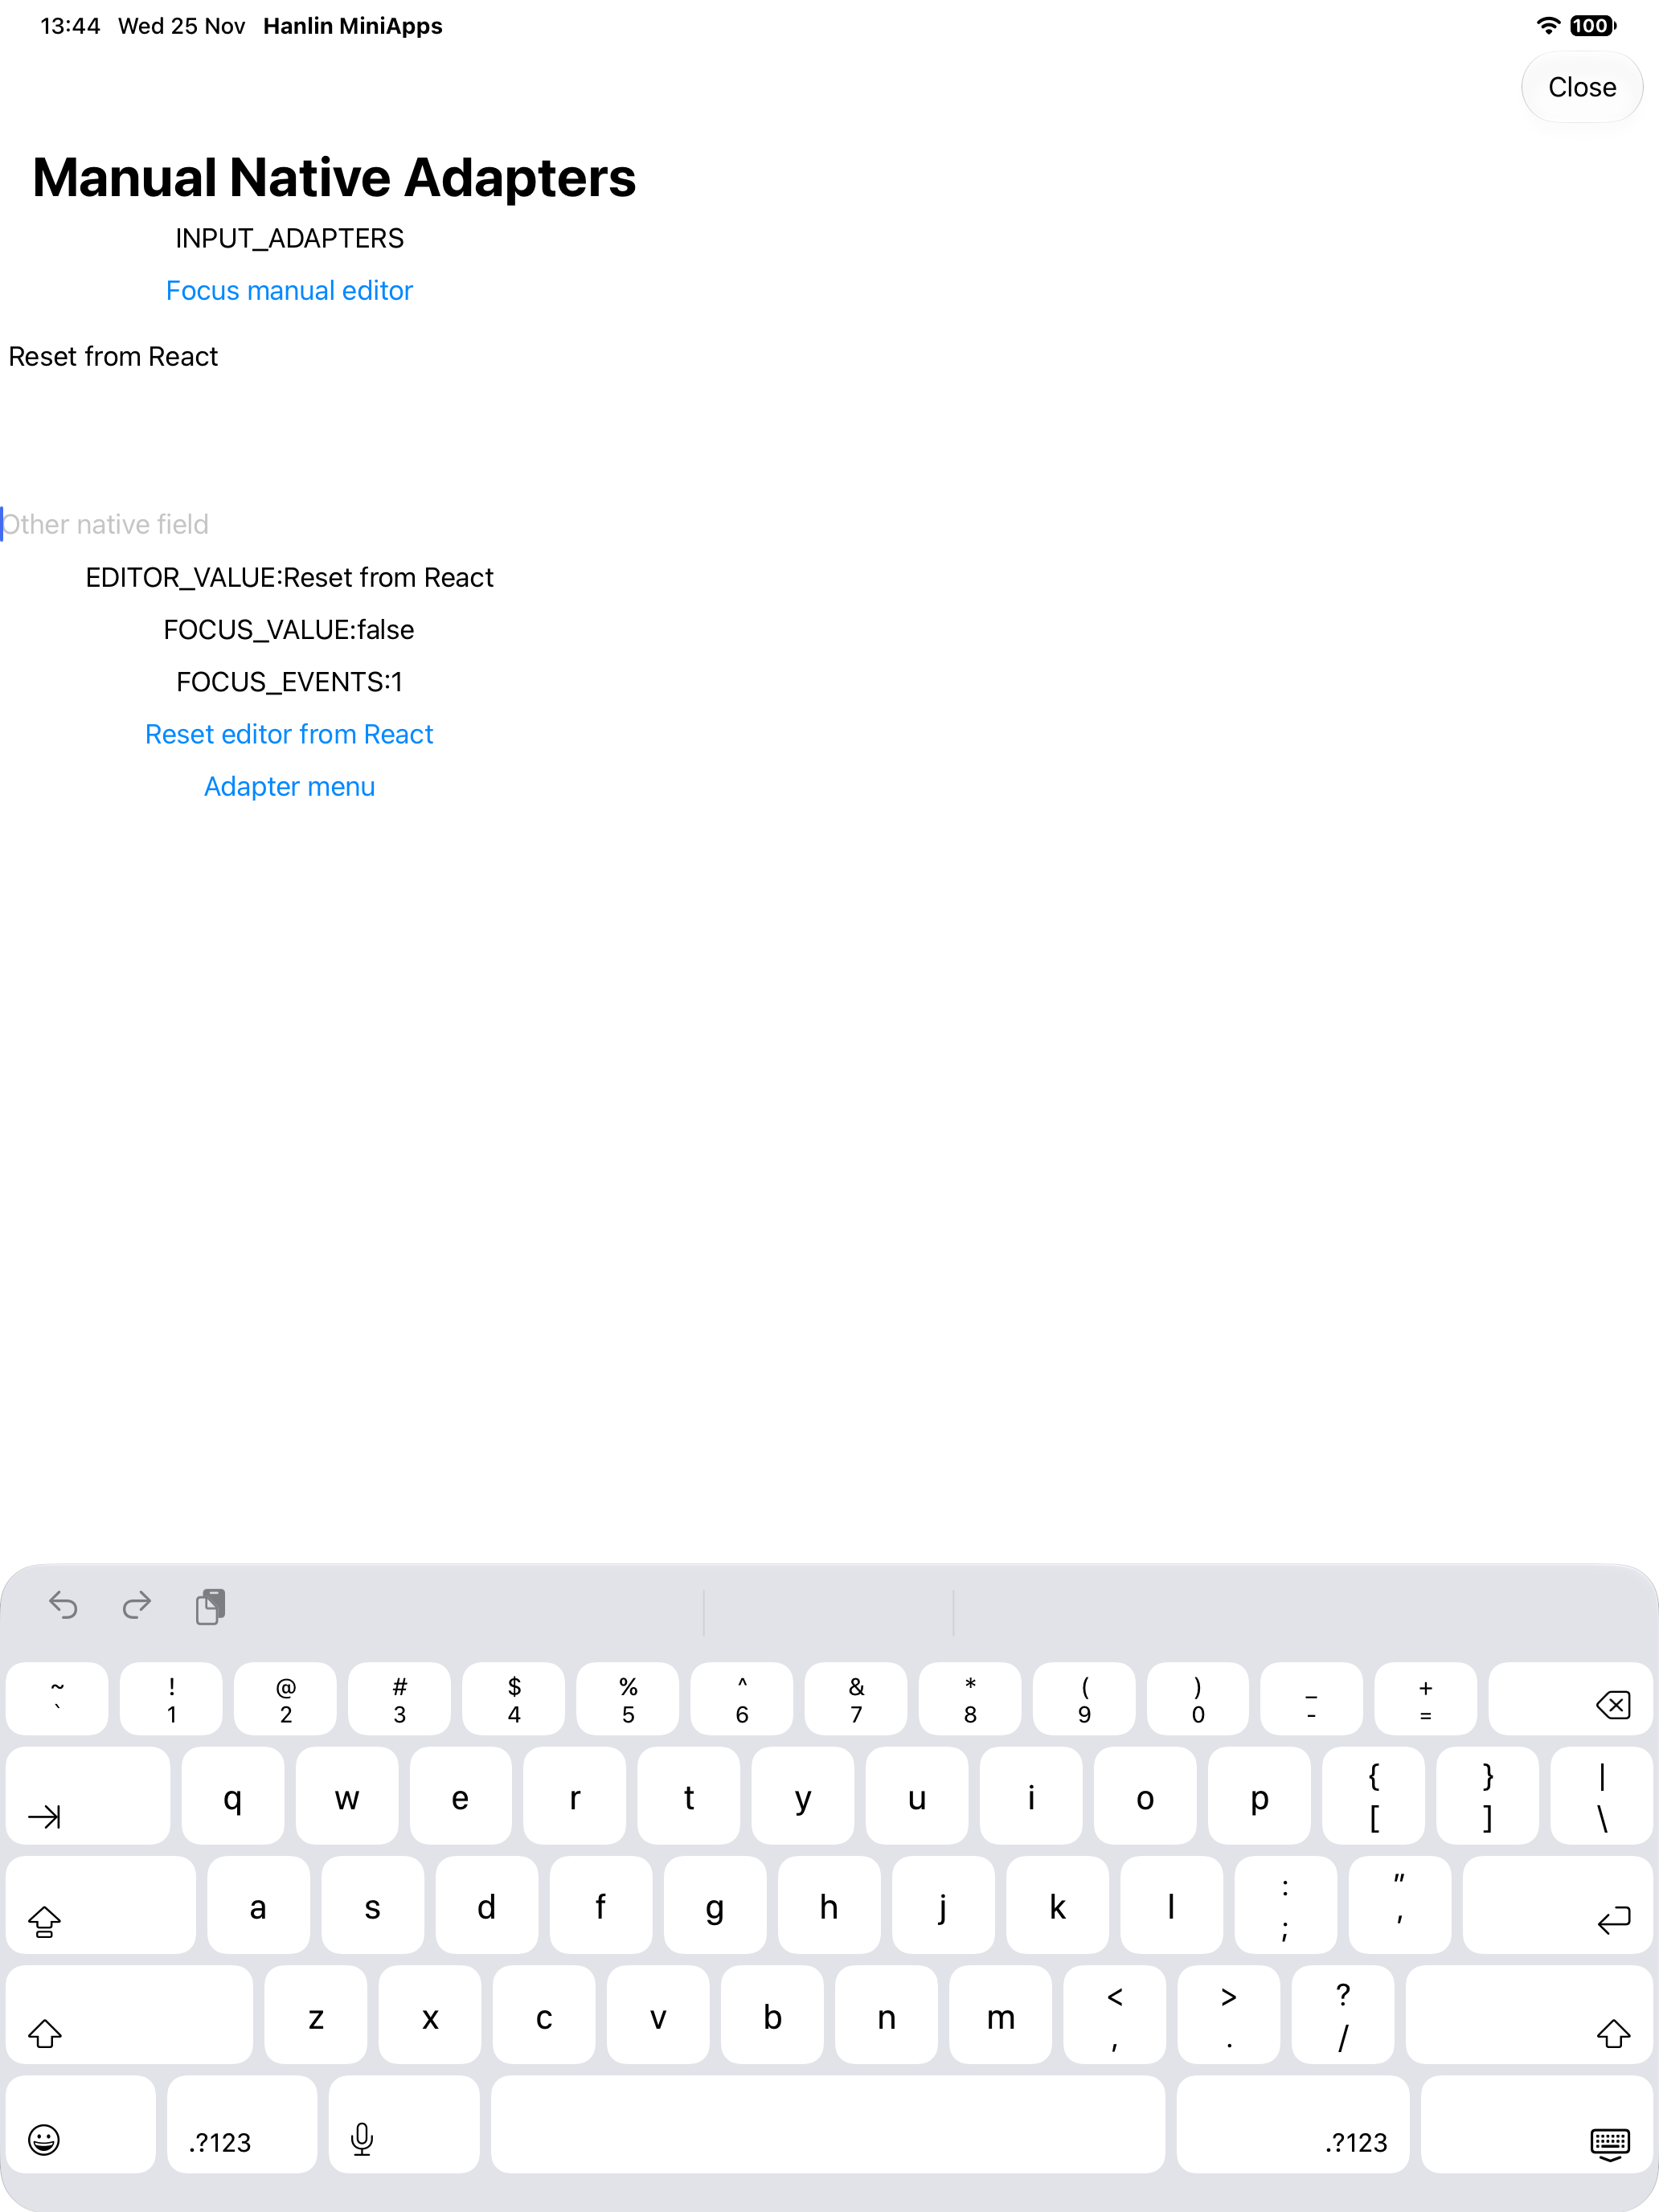 13:44 Wed 25 Nov Hanlin MiniApps 100
Close
Manual Native Adapters
INPUT_ADAPTERS
Focus manual editor
Reset from React
Other native field
EDITOR_VALUE:Reset from React
FOCUS_VALUE:false
FOCUS_EVENTS:1
Reset editor from React
Adapter menu
~ ! @ # $ % ^ & * ( ) _ +
` 1 2 3 4 5 6 7 8 9 0 - =
q w e r t y u i o p { } |
[ ] \
a s d f g h j k l : "
; '
z x c v b n m < > ?
, . /
.?123 .?123